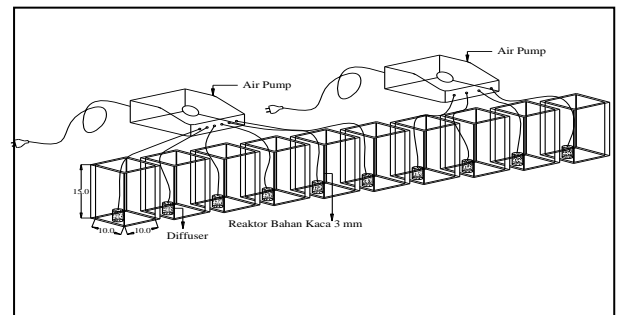 Air Pump
Air Pump
15.0
10.0 10.0
Diffuser
Reaktor Bahan Kaca 3 mm